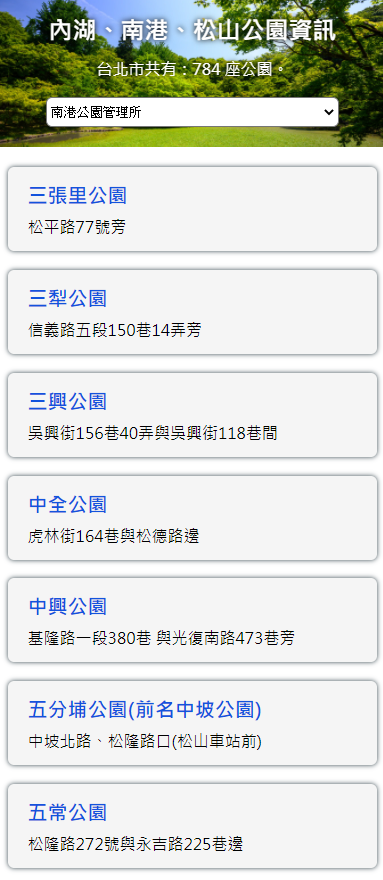 內湖、南港、松山公園資訊
台北市共有：784 座公園。
南港公園管理所
三張里公園
松平路77號旁
三犁公園
信義路五段150巷14弄旁
三興公園
吳興街156巷40弄與吳興街118巷間
中全公園
虎林街164巷與松德路邊
中興公園
基隆路一段380巷 與光復南路473巷旁
五分埔公園(前名中坡公園)
中坡北路、松隆路口(松山車站前)
五常公園
松隆路272號與永吉路225巷邊